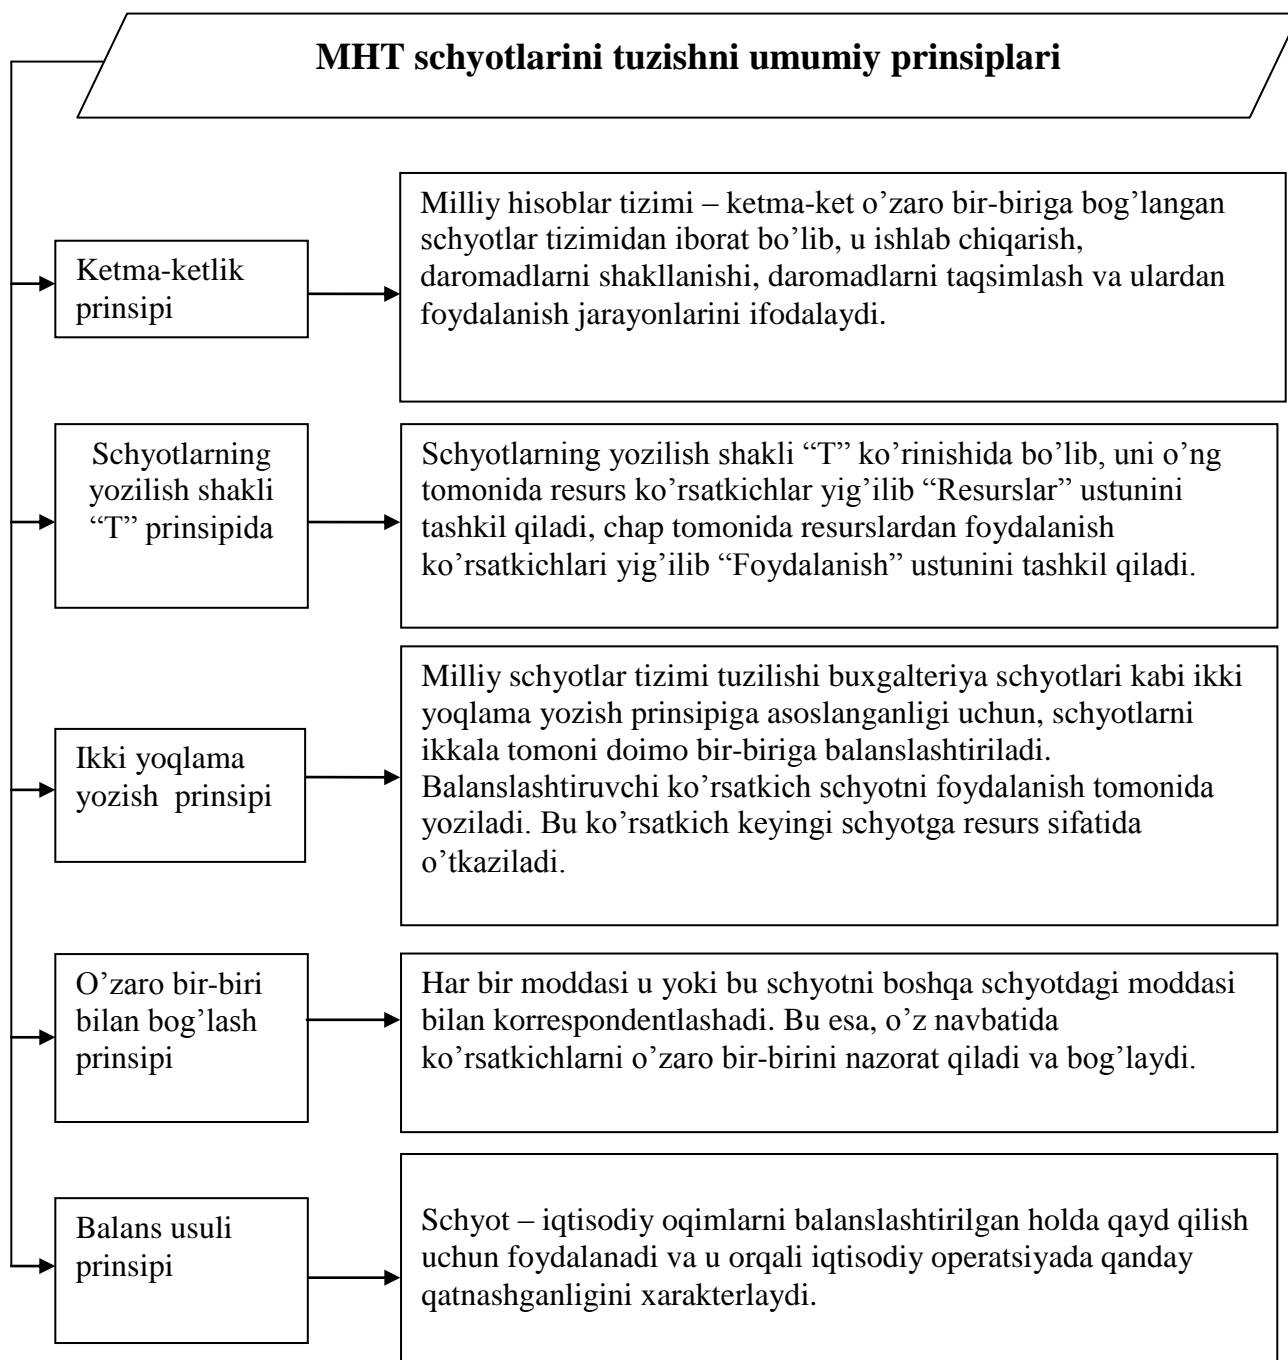 MHT schyotlarini tuzishni umumiy prinsiplari
Ketma-ketlik
prinsipi
Milliy hisoblar tizimi – ketma-ket o’zaro bir-biriga bog’langan
schyotlar tizimidan iborat bo’lib, u ishlab chiqarish,
daromadlarni shakllanishi, daromadlarni taqsimlash va ulardan
foydalanish jarayonlarini ifodalaydi.
Schyotlarning
yozilish shakli
“T” prinsipida
Schyotlarning yozilish shakli “T” ko’rinishida bo’lib, uni o’ng
tomonida resurs ko’rsatkichlar yig’ilib “Resurslar” ustunini
tashkil qiladi, chap tomonida resurslardan foydalanish
ko’rsatkichlari yig’ilib “Foydalanish” ustunini tashkil qiladi.
Ikki yoqlama
yozish prinsipi
Milliy schyotlar tizimi tuzilishi buxgalteriya schyotlari kabi ikki
yoqlama yozish prinsipiga asoslanganligi uchun, schyotlarni
ikkala tomoni doimo bir-biriga balanslashtiriladi.
Balanslashtiruvchi ko’rsatkich schyotni foydalanish tomonida
yoziladi. Bu ko’rsatkich keyingi schyotga resurs sifatida
o’tkaziladi.
O’zaro bir-biri
bilan bog’lash
prinsipi
Har bir moddasi u yoki bu schyotni boshqa schyotdagi moddasi
bilan korrespondentlashadi. Bu esa, o’z navbatida
ko’rsatkichlarni o’zaro bir-birini nazorat qiladi va bog’laydi.
Balans usuli
prinsipi
Schyot – iqtisodiy oqimlarni balanslashtirilgan holda qayd qilish
uchun foydalanadi va u orqali iqtisodiy operatsiyada qanday
qatnashganligini xarakterlaydi.